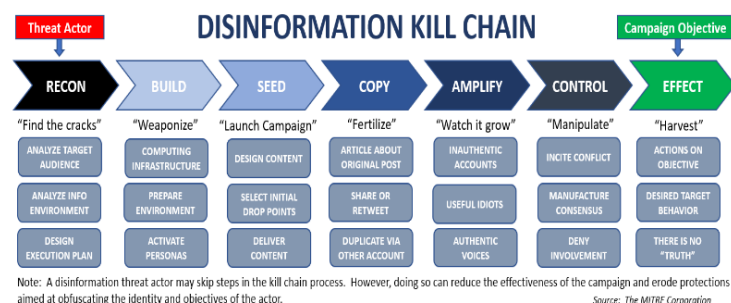 Threat Actor
DISINFORMATION KILL CHAIN
Campaign Objective
RECON
BUILD
SEED
COPY
AMPLIFY
CONTROL
EFFECT
"Find the cracks"
"Weaponize"
"Launch Campaign"
"Fertilize"
"Watch it grow"
"Manipulate"
"Harvest"
ANALYZE TARGET
AUDIENCE
COMPUTING
INFRASTRUCTURE
DESIGN CONTENT
ARTICLE ABOUT
ORIGINAL POST
INAUTHENTIC
ACCOUNTS
INCITE CONFLICT
ACTIONS ON
OBJECTIVE
ANALYZE INFO
ENVIRONMENT
PREPARE
ENVIRONMENT
SELECT INITIAL
DROP POINTS
SHARE OR
RETWEET
USEFUL IDIOTS
MANUFACTURE
CONSENSUS
DESIRED TARGET
BEHAVIOR
DESIGN
EXECUTION PLAN
ACTIVATE
PERSONAS
DELIVER
CONTENT
DUPLICATE VIA
OTHER ACCOUNT
AUTHENTIC
VOICES
DENY
INVOLVEMENT
THERE IS NO
"TRUTH"
Note: A disinformation threat actor may skip steps in the kill chain process. However, doing so can reduce the effectiveness of the campaign and erode protections
aimed at obfuscating the identity and objectives of the actor.
Source: The MITRE Corporation